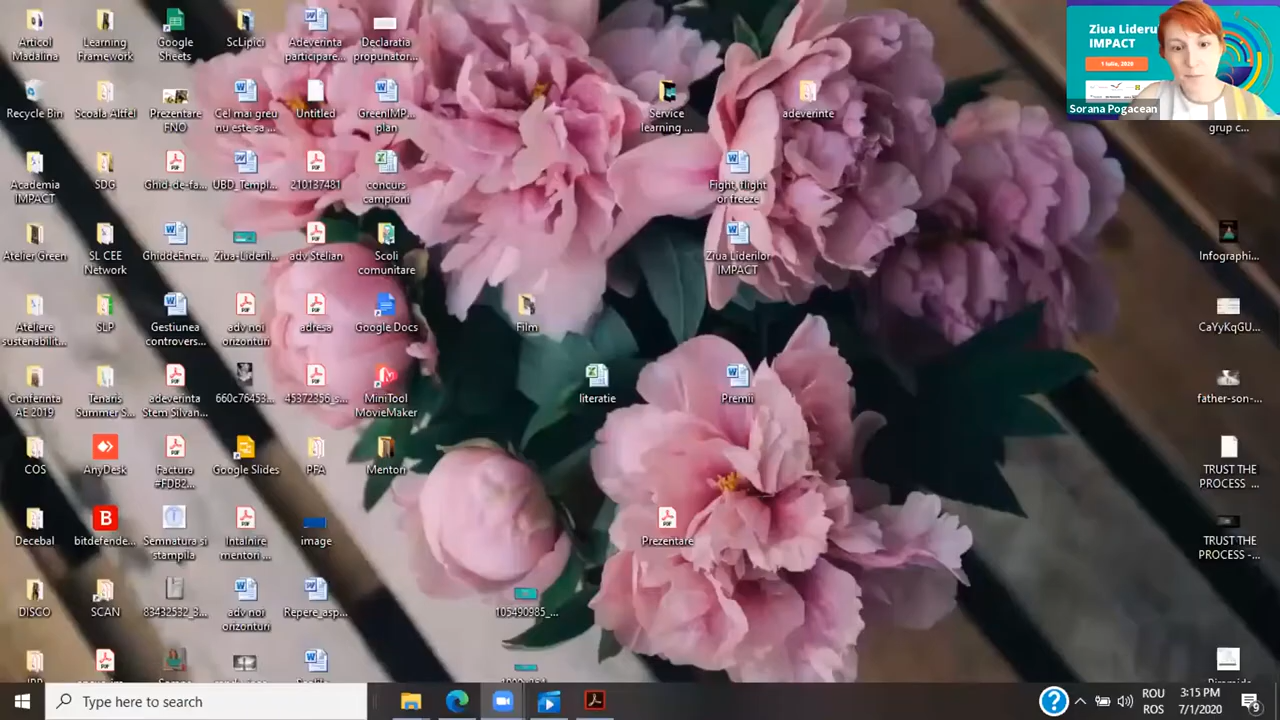 Articol
Madalina
Learning
Framework
Google
Sheets
ScLipici
Adeverinta
participare...
Declaratia
propunator...
Ziua Liderilo
IMPACT
1 iulie, 2020
Sorana Pogacean
Recycle Bin
Scoala Altfel
Prezentare
FNO
Cel mai greu
nu este sa ...
Untitled
GreenIMP...
plan
Service
learning ...
adeverinte
grup c...
Academia
IMPACT
SDG
Ghid-de-fa...
UBD_Templ...
210137481
concurs
campioni
Fight, flight
or freeze
Atelier Green
SL CEE
Network
GhiddeEner...
Ziua-Lideril...
adv Stelian
Scoli
comunitare
Ziua Liderilor
IMPACT
Infographi...
Ateliere
sustenabilit...
SLP
Gestiunea
controvers...
adv noi
orizonturi
adresa
Google Docs
Film
CaYyKqGU...
Conferinta
AE 2019
Tenaris
Summer S...
adeverinta
Stem Silvan...
660c76453...
45372356_s...
MiniTool
MovieMaker
literatie
Premii
father-son-...
COS
AnyDesk
Factura
#FDB2...
Google Slides
PFA
Mentori
TRUST THE
PROCESS ...
Decebal
bitdefende...
Semnatura si
stampila
Intalnire
mentori ...
image
Prezentare
TRUST THE
PROCESS -...
DISCO
SCAN
83432532_3...
adv noi
orizonturi
Repere_asp...
105490985_...
Type here to search
ROU
ROS
3:15 PM
7/1/2020
9